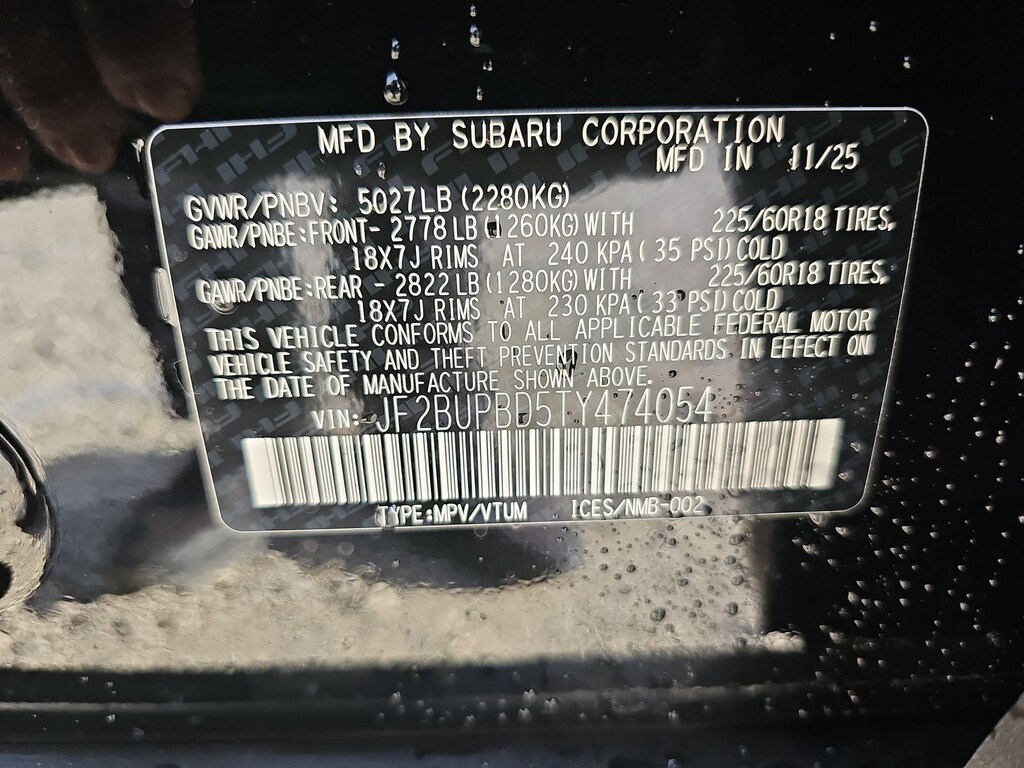 MFD BY SUBARU CORPORATION
MFD IN 11/25
GVWR/PNBV: 5027LB (2280KG)
GAWR/PNBE:FRONT- 2778 LB (1260KG) WITH 225/60R18 TIRES,
18X7J RIMS AT 240 KPA (35 PSI) COLD
GAWR/PNBE:REAR - 2822 LB (1280KG) WITH 225/60R18 TIRES,
18X7J RIMS AT 230 KPA (33 PSI) COLD
THIS VEHICLE CONFORMS TO ALL APPLICABLE FEDERAL MOTOR
VEHICLE SAFETY AND THEFT PREVENTION STANDARDS IN EFFECT ON
THE DATE OF MANUFACTURE SHOWN ABOVE.
VIN: JF2BUPBD5TY474054
TYPE:MPV/VTUM ICES/NMB-002